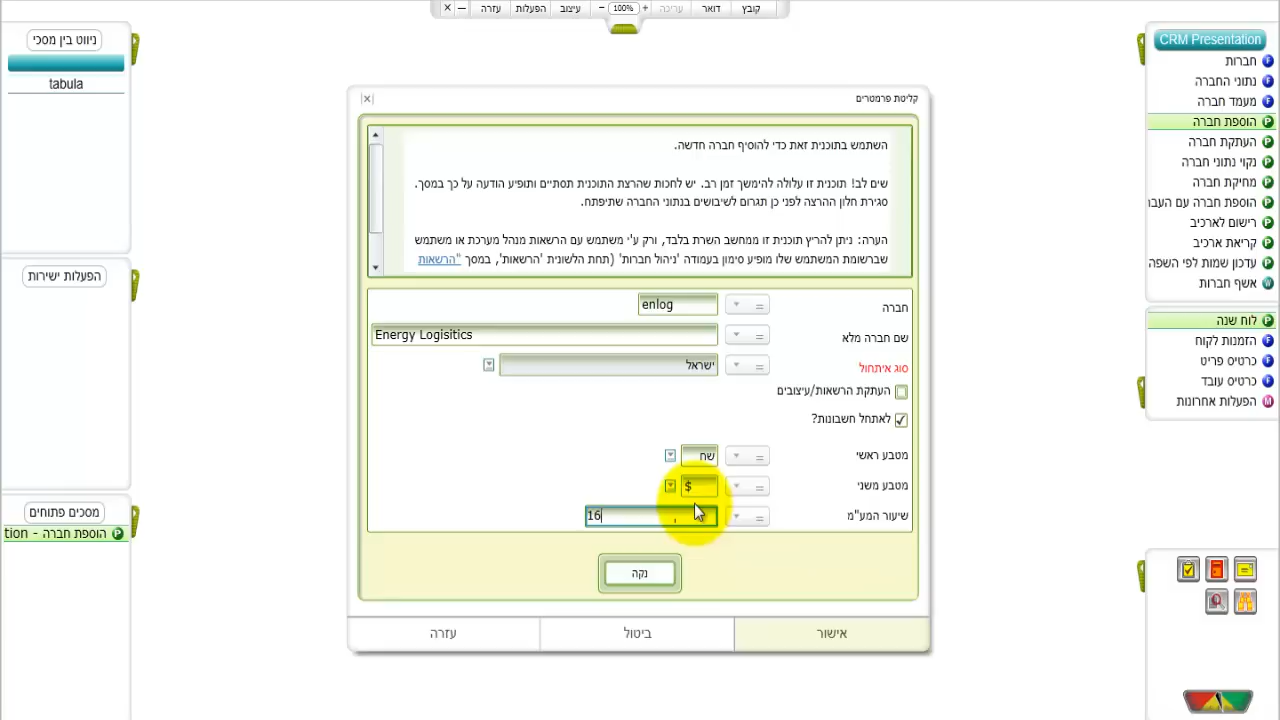 קובץ
דואר
עריכה
+ 100% −
עיצוב
הפעלות
עזרה
CRM Presentation
חברות
נתוני החברה
מעמד חברה
הוספת חברה
העתקת חברה
נקוי נתוני חברה
מחיקת חברה
הוספת חברה עם העבר
רישום לארכיב
קריאת ארכיב
עדכון שמות לפי השפה
אשף חברות
לוח שנה
הזמנות לקוח
כרטיס פריט
כרטיס עובד
הפעלות אחרונות
קליטת פרמטרים
השתמש בתוכנית זאת כדי להוסיף חברה חדשה.
שים לב! תוכנית זו עלולה להימשך זמן רב. יש לחכות שהרצת התוכנית תסתיים ותופיע הודעה על כך במסך.
סגירת חלון ההרצה לפני כן תגרום לשיבושים בנתוני החברה שתיפתח.
הערה: ניתן להריץ תוכנית זו ממחשב השרת בלבד, ורק ע'י משתמש עם הרשאות מנהל מערכת או משתמש
שברשומת המשתמש שלו מופיע סימון בעמודה 'ניהול חברות' (תחת הלשונית 'הרשאות', במסך "הרשאות
חברה enlog
שם חברה מלא Energy Logisitics
סוג איתחול ישראל
העתקת הרשאות/עיצובים
לאתחל חשבונות?
מטבע ראשי שח
מטבע משני $
שיעור המע"מ 16
נקה
אישור
ביטול
עזרה
ניווט בין מסכי
tabula
הפעלות ישירות
מסכים פתוחים
הוספת חברה - tion